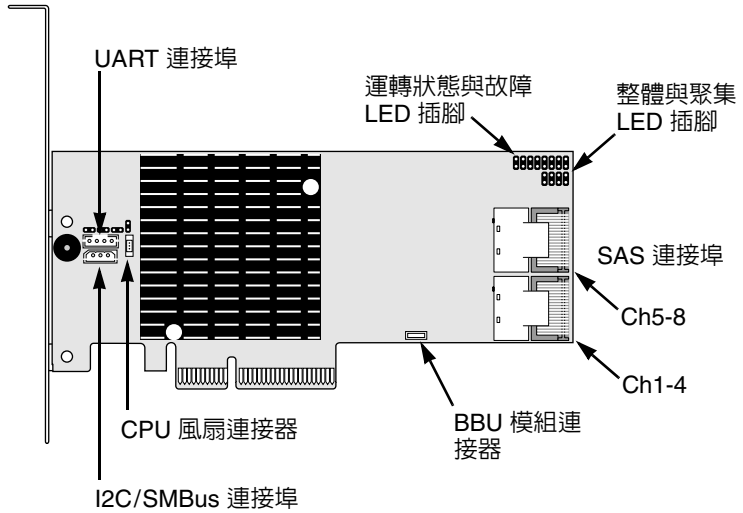 UART 連接埠
運轉狀態與故障
LED 插腳
整體與聚集
LED 插腳
SAS 連接埠
Ch5-8
Ch1-4
BBU 模組連
接器
CPU 風扇連接器
I2C/SMBus 連接埠